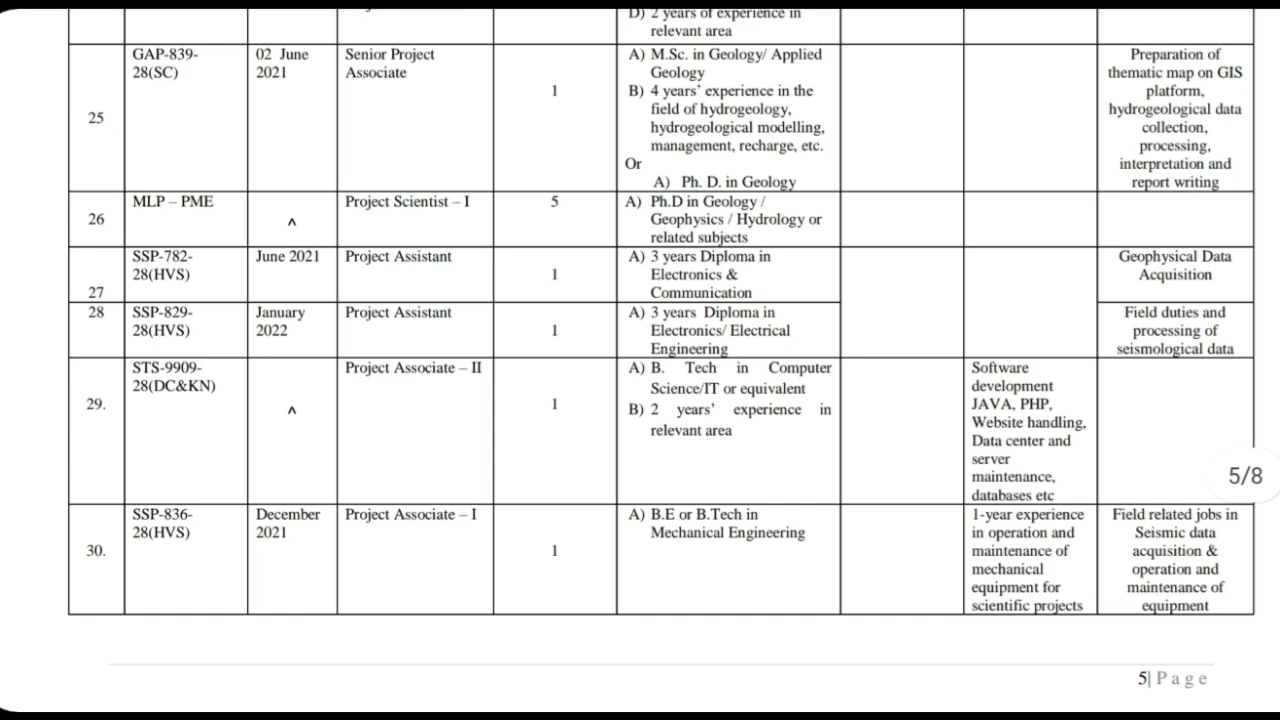 D) 2 years of experience in
relevant area
25
GAP-839-
28(SC)
02 June
2021
Senior Project
Associate
1
A) M.Sc. in Geology/ Applied
Geology
B) 4 years’ experience in the
field of hydrogeology,
hydrogeological modelling,
management, recharge, etc.
Or
A) Ph. D. in Geology
Preparation of
thematic map on GIS
platform,
hydrogeological data
collection,
processing,
interpretation and
report writing
26
MLP – PME
^
Project Scientist – I
5
A) Ph.D in Geology /
Geophysics / Hydrology or
related subjects
27
SSP-782-
28(HVS)
June 2021
Project Assistant
1
A) 3 years Diploma in
Electronics &
Communication
Geophysical Data
Acquisition
28
SSP-829-
28(HVS)
January
2022
Project Assistant
1
A) 3 years Diploma in
Electronics/ Electrical
Engineering
Field duties and
processing of
seismological data
29.
STS-9909-
28(DC&KN)
^
Project Associate – II
1
A) B. Tech in Computer
Science/IT or equivalent
B) 2 years’ experience in
relevant area
Software
development
JAVA, PHP,
Website handling,
Data center and
server
maintenance,
databases etc
5/8
30.
SSP-836-
28(HVS)
December
2021
Project Associate – I
1
A) B.E or B.Tech in
Mechanical Engineering
1-year experience
in operation and
maintenance of
mechanical
equipment for
scientific projects
Field related jobs in
Seismic data
acquisition &
operation and
maintenance of
equipment
5| P a g e